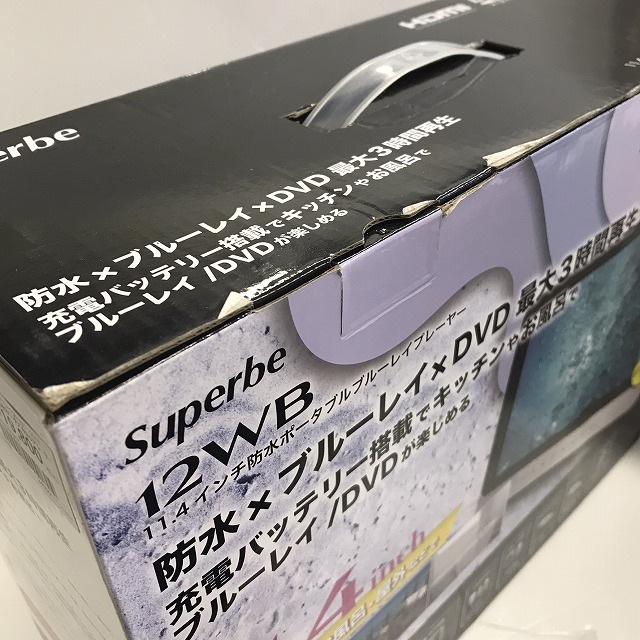 HDMI
Superbe
防水×ブルーレイ×DVD 最大3時間再生
充電バッテリー搭載でキッチンやお風呂で
ブルーレイ/DVDが楽しめる
Superbe
12WB
11.4インチ防水ポータブルブルーレイプレーヤー
防水×ブルーレイ×DVD 最大3時間再生
充電バッテリー搭載でキッチンやお風呂で
ブルーレイ/DVDが楽しめる
.4inch